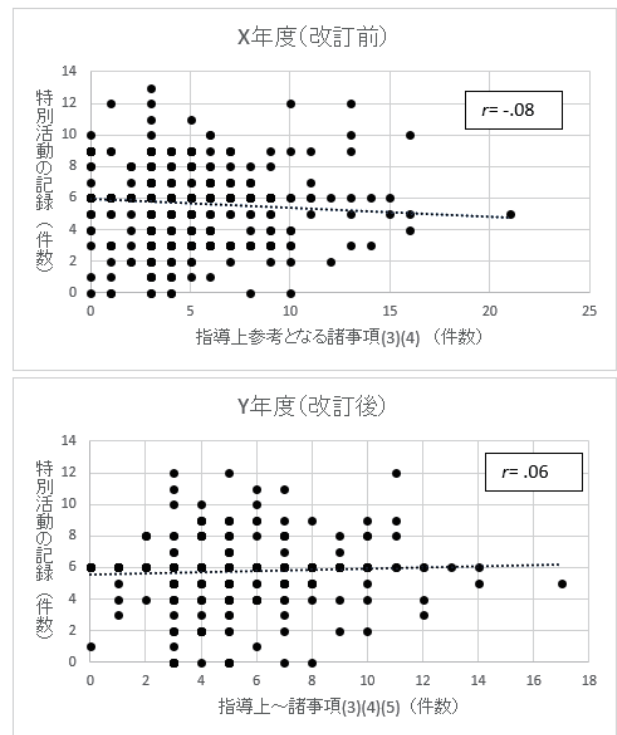 X年度(改訂前)
特別活動の記録(件数)
14
12
10
8
6
4
2
0
r= -.08
0 5 10 15 20 25
指導上参考となる諸事項(3)(4) (件数)
Y年度(改訂後)
特別活動の記録(件数)
14
12
10
8
6
4
2
0
r= .06
0 2 4 6 8 10 12 14 16 18
指導上～諸事項(3)(4)(5) (件数)